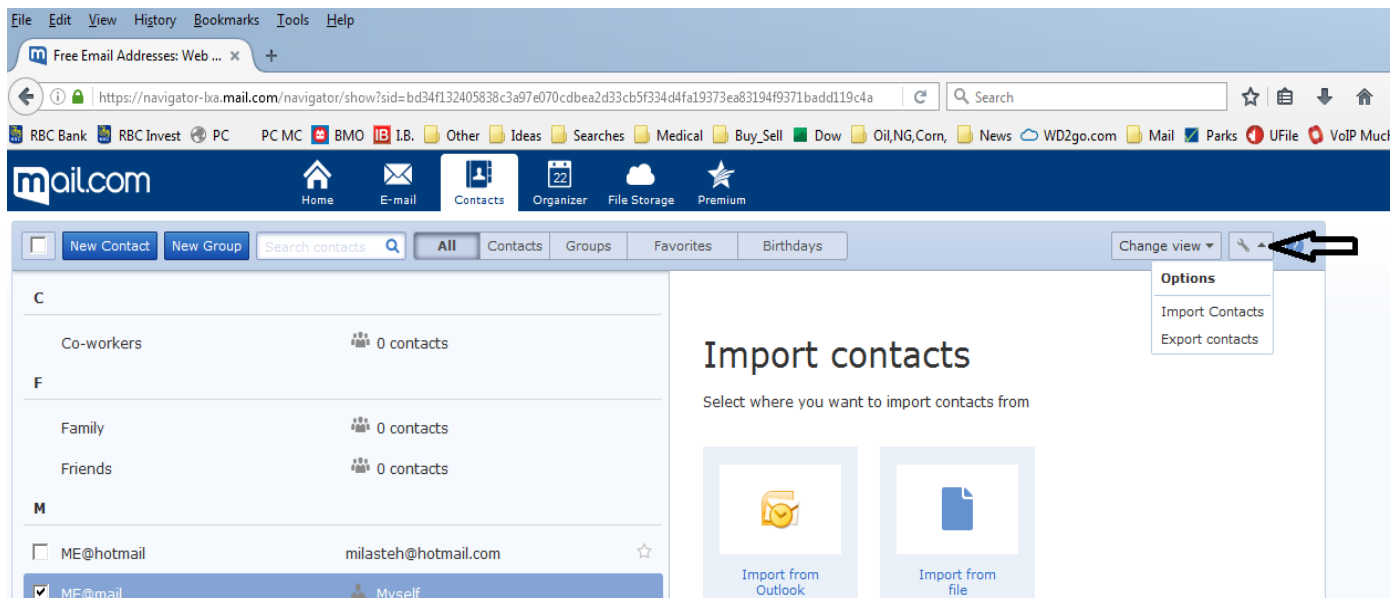 File Edit View History Bookmarks Tools Help
Free Email Addresses: Web ... × +
https://navigator-lxa.mail.com/navigator/show?sid=bd34f132405838c3a97e070cdbea2d33cb5f334d4fa19373ea83194f9371badd119c4a Search
RBC Bank RBC Invest PC PC MC BMO IB I.B. Other Ideas Searches Medical Buy_Sell Dow Oil,NG,Corn, News WD2go.com Mail Parks UFile VoIP Much
mail.com
22
Home E-mail Contacts Organizer File Storage Premium
New Contact New Group Search contacts All Contacts Groups Favorites Birthdays Change view
Options
C
Import Contacts
Co-workers 0 contacts
Export contacts
Import contacts
F
Select where you want to import contacts from
Family 0 contacts
Friends 0 contacts
M
ME@hotmail milasteh@hotmail.com
Import from
Outlook
Import from
file
ME@mail Myself